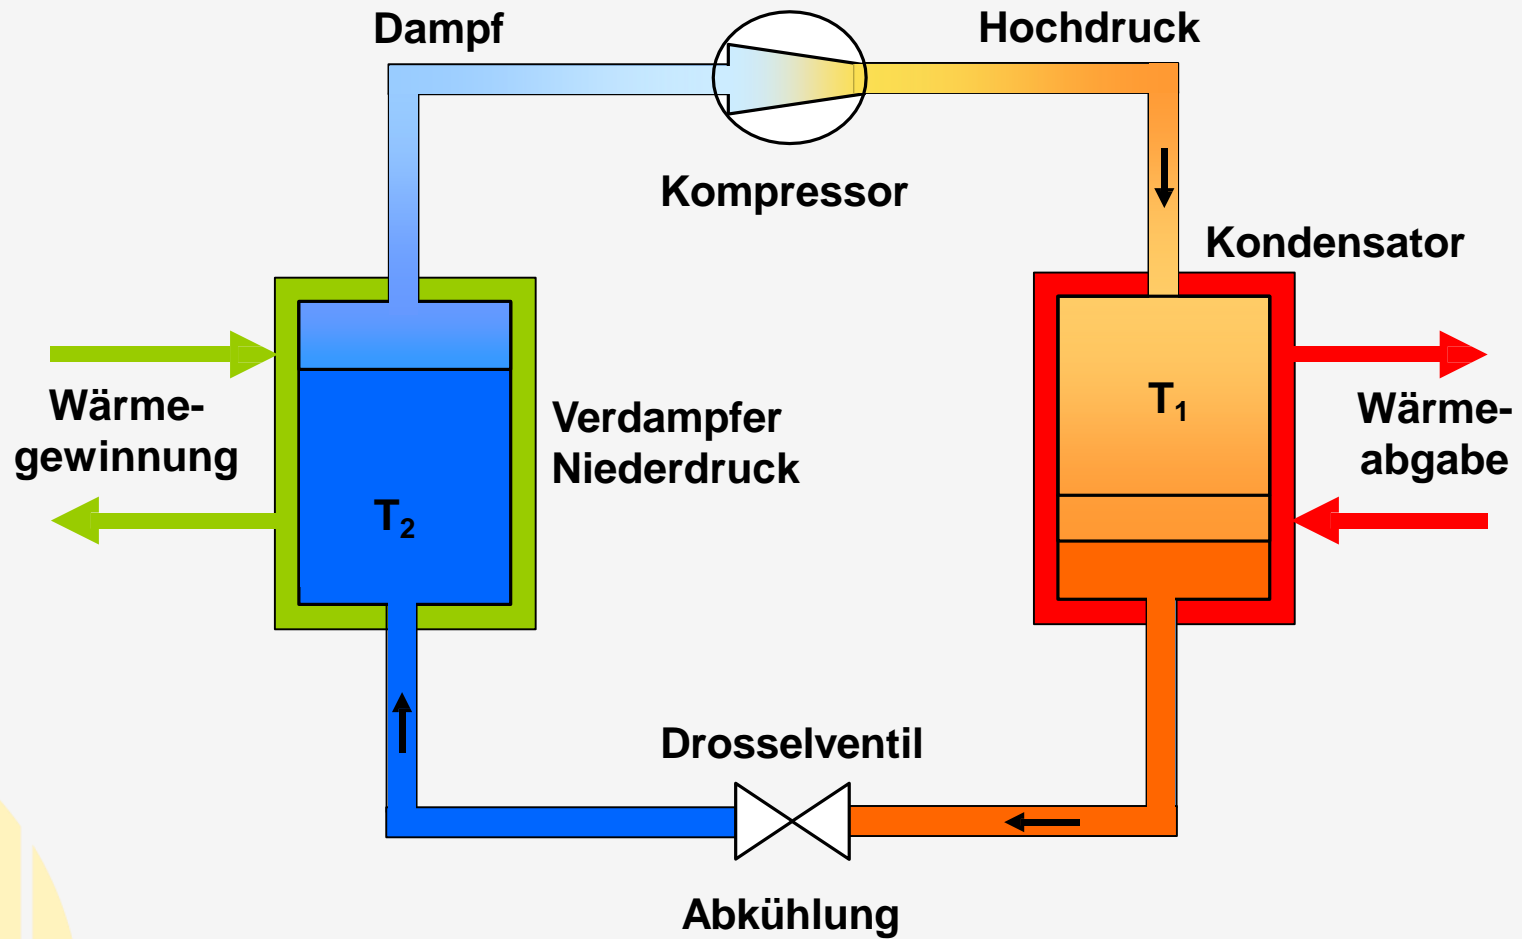 Dampf
Hochdruck
Kompressor
Kondensator
Wärme-
gewinnung
Verdampfer
Niederdruck
T₂
T₁
Wärme-
abgabe
Drosselventil
Abkühlung